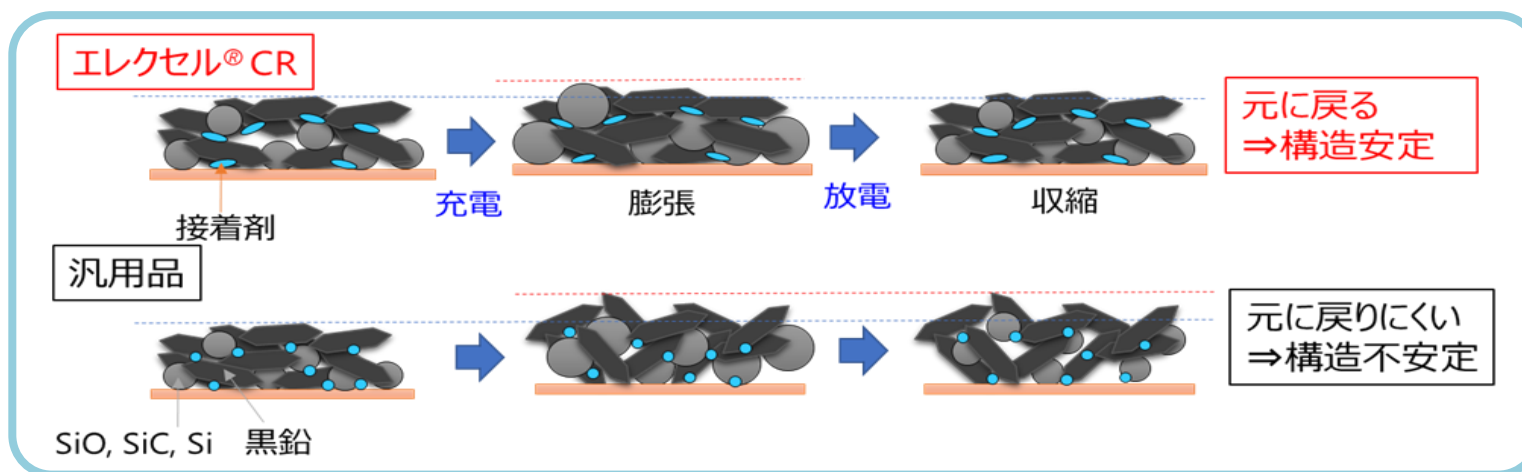 エレクセル® CR
元に戻る
⇒構造安定
充電
膨張
放電
収縮
接着剤
汎用品
元に戻りにくい
⇒構造不安定
SiO, SiC, Si
黒鉛